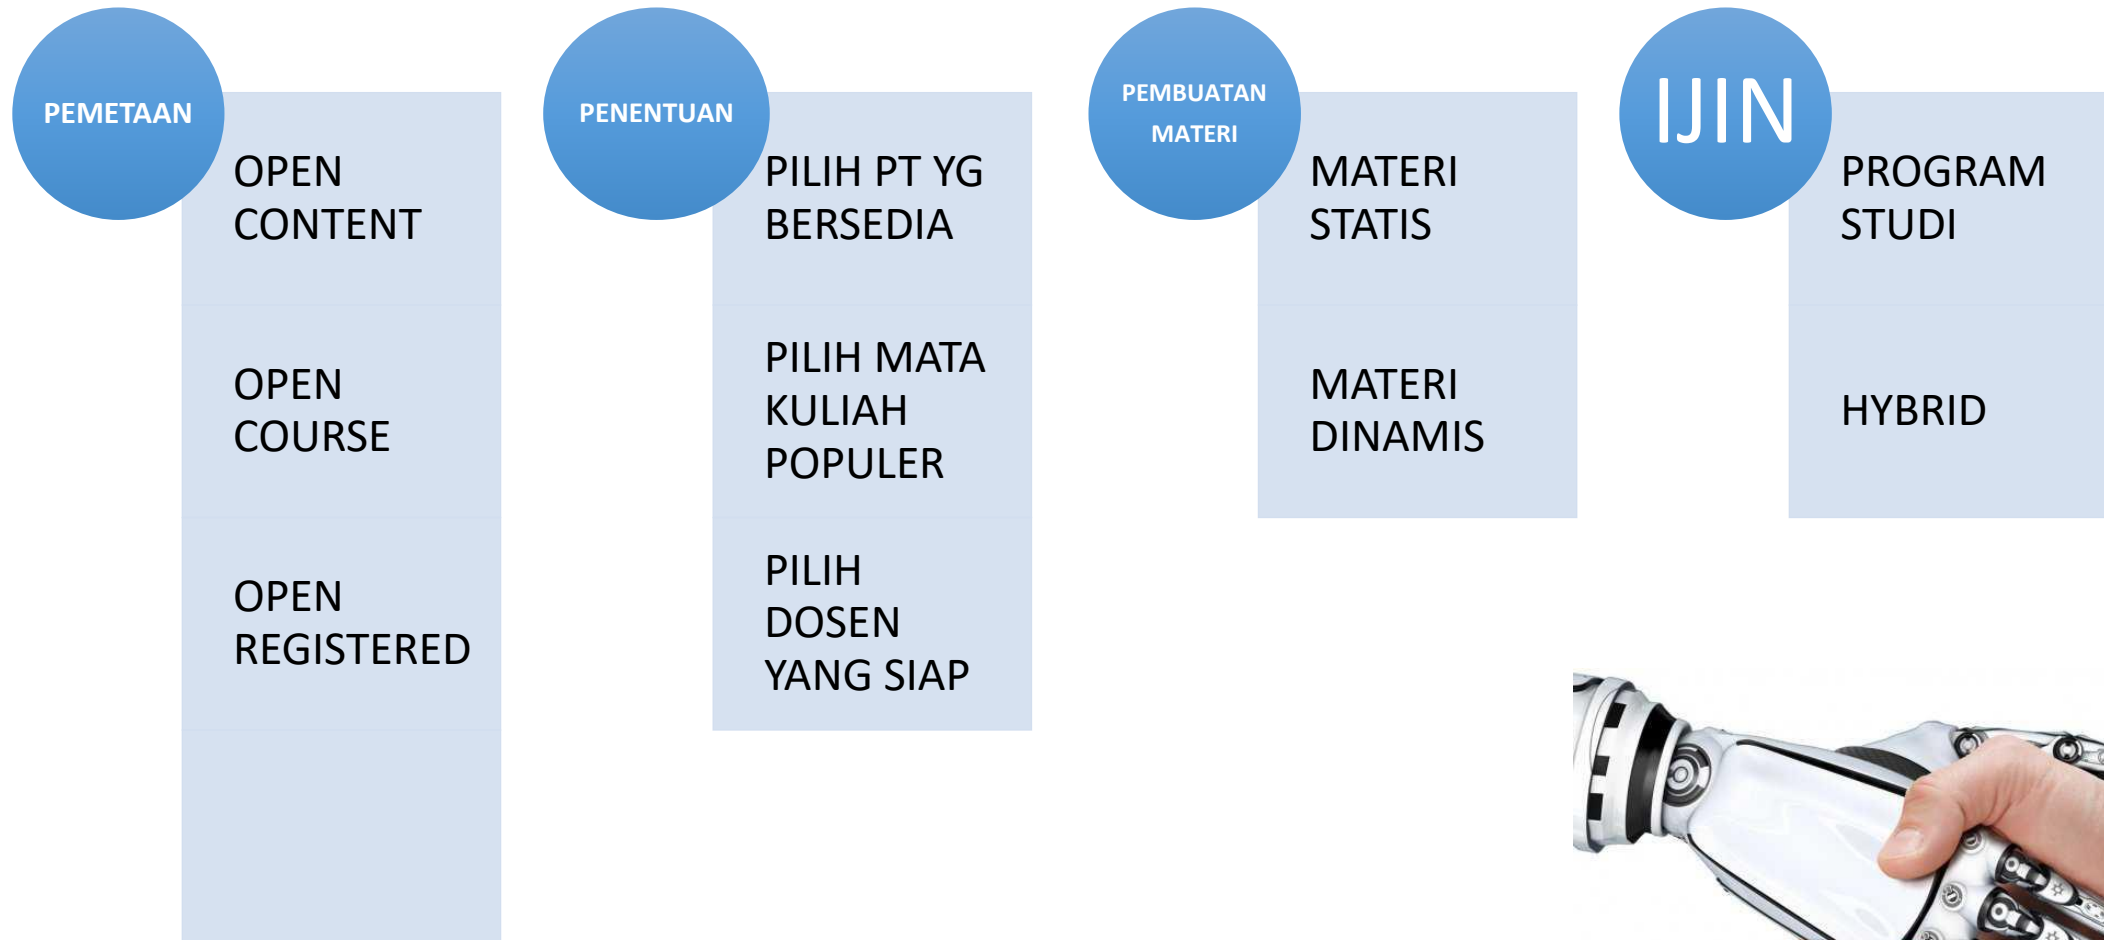 PEMETAAN
OPEN
CONTENT
OPEN
COURSE
OPEN
REGISTERED
PENENTUAN
PILIH PT YG
BERSEDIA
PILIH MATA
KULIAH
POPULER
PILIH
DOSEN
YANG SIAP
PEMBUATAN
MATERI
MATERI
STATIS
MATERI
DINAMIS
IJIN
PROGRAM
STUDI
HYBRID